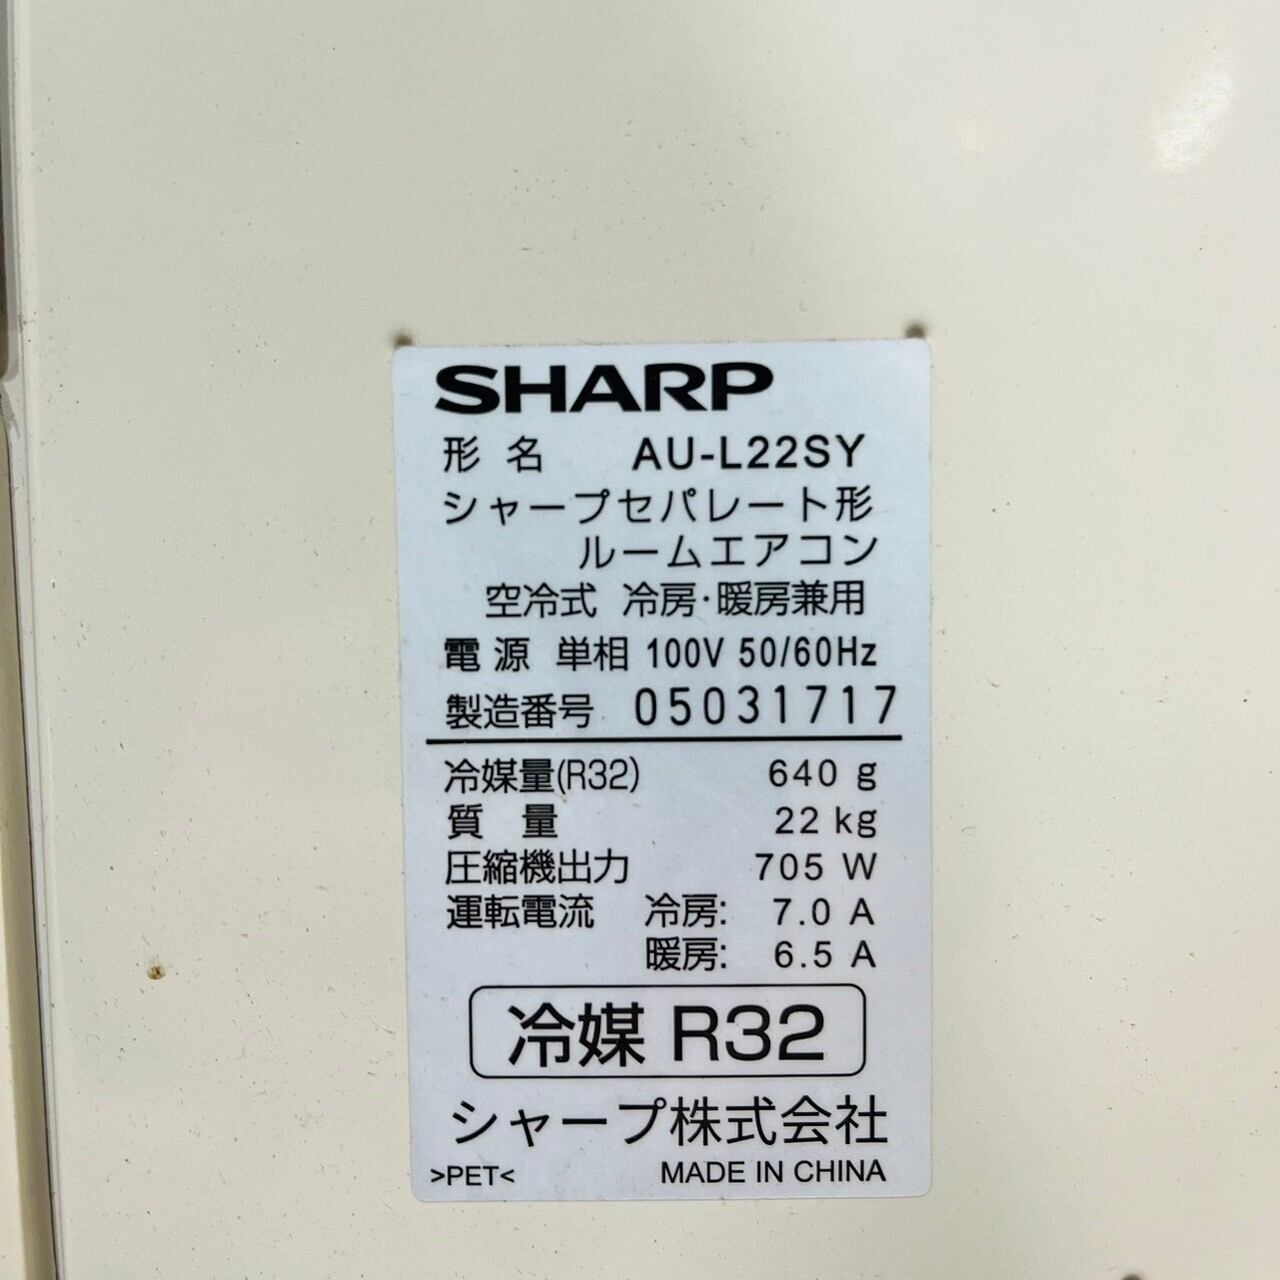 SHARP
形名 AU-L22SY
シャープセパレート形
ルームエアコン
空冷式 冷房・暖房兼用
電源 単相 100V 50/60Hz
製造番号 05031717
冷媒量(R32) 640 g
質量 22 kg
圧縮機出力 705 W
運転電流 冷房: 7.0 A
暖房: 6.5 A
冷媒 R32
シャープ株式会社
>PET< MADE IN CHINA